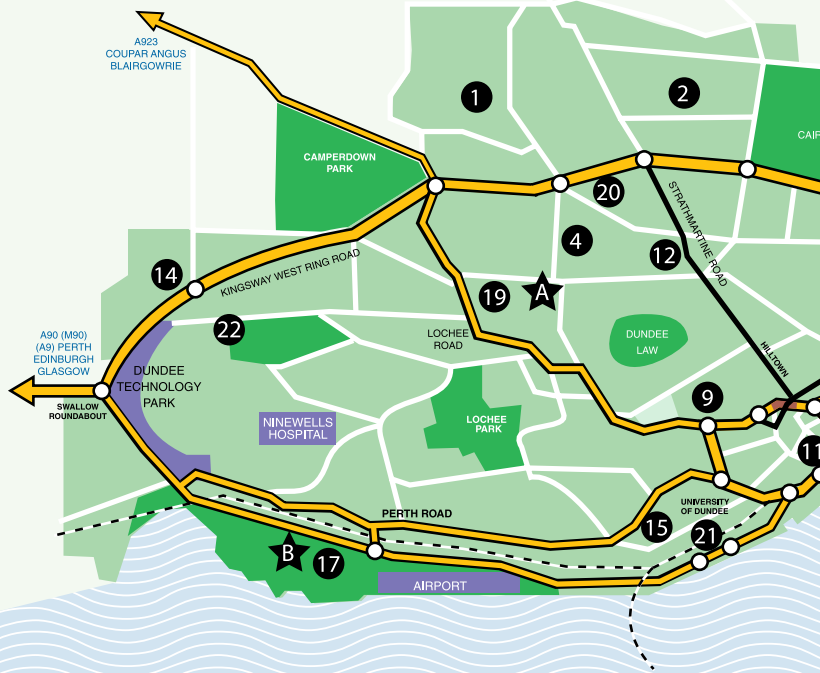 A923
COUPAR ANGUS
BLAIRGOWRIE
1
2
CAIR
CAMPERDOWN
PARK
20
STRATHMARTINE ROAD
4
12
14
KINGSWAY WEST RING ROAD
19
A
22
LOCHEE
ROAD
DUNDEE
LAW
A90 (M90)
(A9) PERTH
EDINBURGH
GLASGOW
HILLTOWN
DUNDEE
TECHNOLOGY
PARK
SWALLOW
ROUNDABOUT
9
NINEWELLS
HOSPITAL
LOCHEE
PARK
11
PERTH ROAD
UNIVERSITY
OF DUNDEE
15
21
B
17
AIRPORT